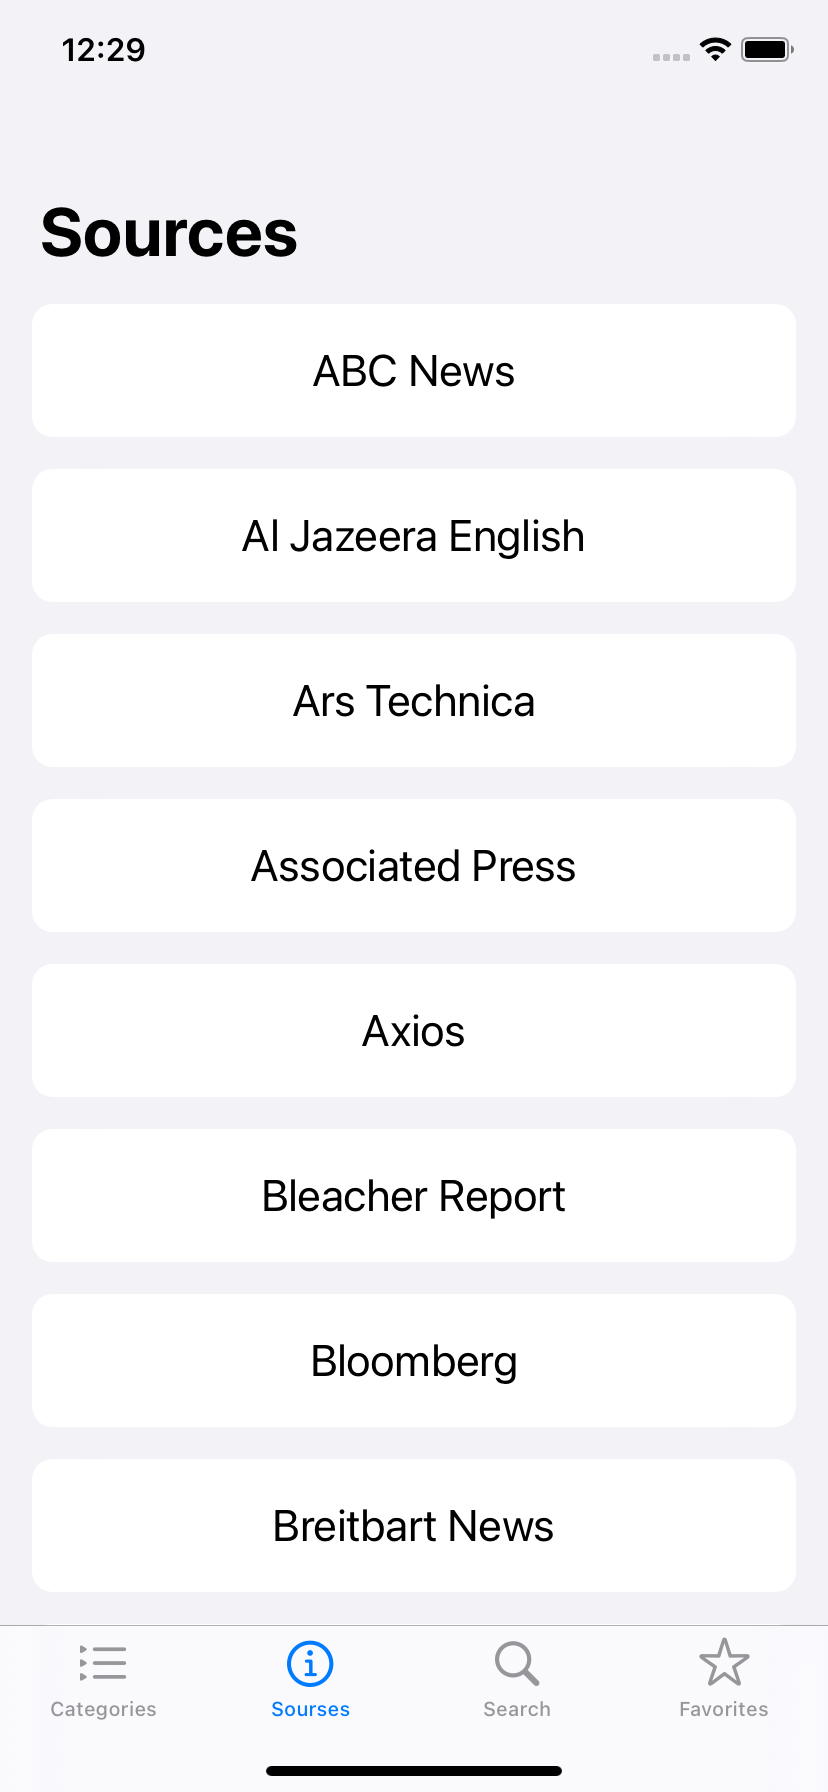 12:29
Sources
ABC News
Al Jazeera English
Ars Technica
Associated Press
Axios
Bleacher Report
Bloomberg
Breitbart News
Categories
Sourses
Search
Favorites